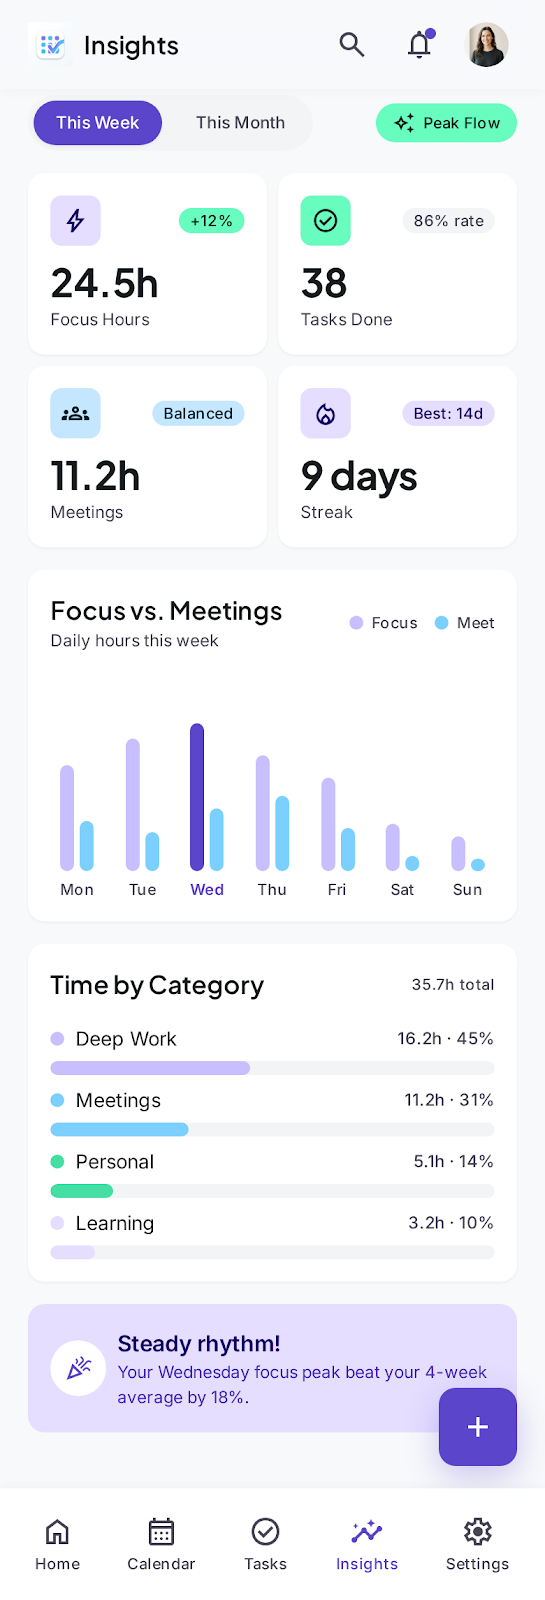 Insights
This Week
This Month
Peak Flow
+12%
24.5h
Focus Hours
86% rate
38
Tasks Done
Balanced
11.2h
Meetings
Best: 14d
9 days
Streak
Focus vs. Meetings
Daily hours this week
Focus
Meet
Mon
Tue
Wed
Thu
Fri
Sat
Sun
Time by Category
35.7h total
Deep Work
16.2h · 45%
Meetings
11.2h · 31%
Personal
5.1h · 14%
Learning
3.2h · 10%
Steady rhythm!
Your Wednesday focus peak beat your 4-week
average by 18%.
Home
Calendar
Tasks
Insights
Settings